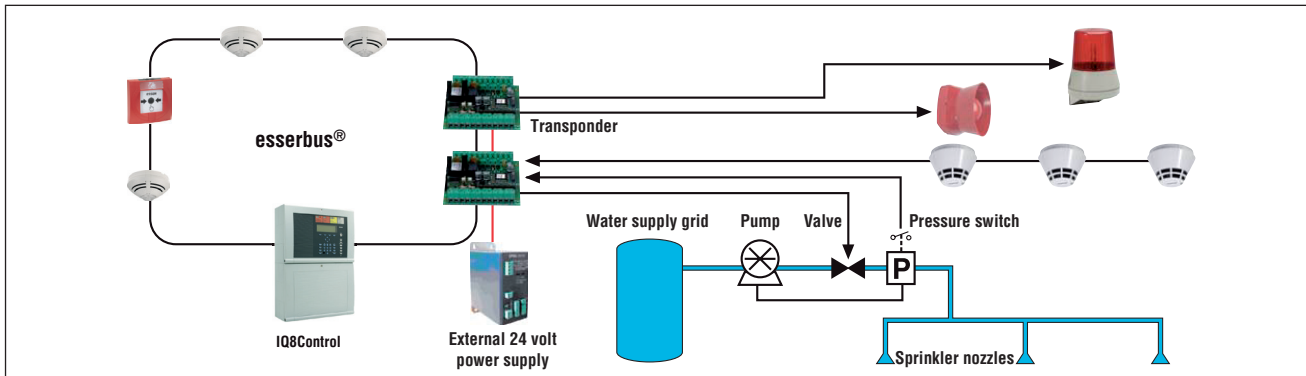 esserbus®
Transponder
Water supply grid
Pump
Valve
Pressure switch
P
IQ8Control
External 24 volt
power supply
Sprinkler nozzles